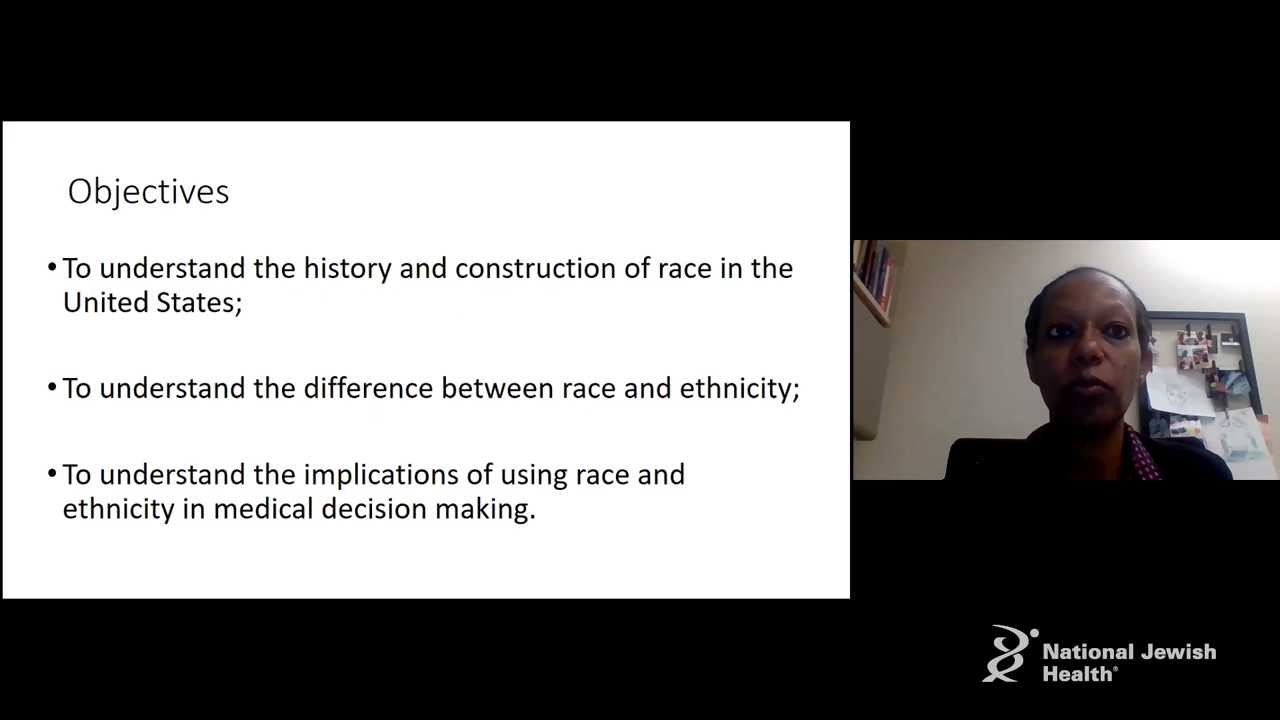 Objectives
• To understand the history and construction of race in the
United States;
• To understand the difference between race and ethnicity;
• To understand the implications of using race and
ethnicity in medical decision making.
National Jewish
Health®